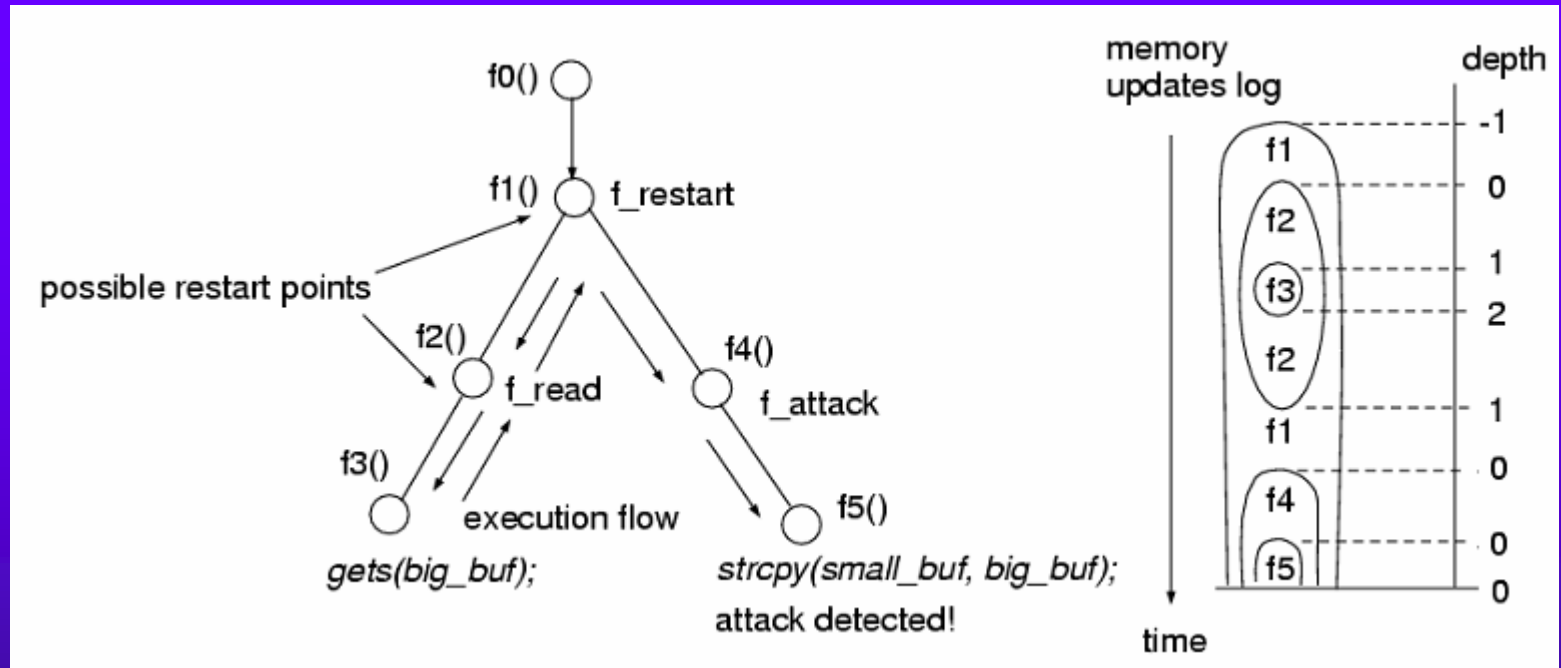 f0()
f1()
f_restart
possible restart points
f2()
f_read
f4()
f_attack
f3()
execution flow
f5()
gets(big_buf);
strcpy(small_buf, big_buf);
attack detected!
memory
updates log
depth
-1
f1
0
f2
1
f3
2
f2
1
f1
0
f4
0
f5
0
time